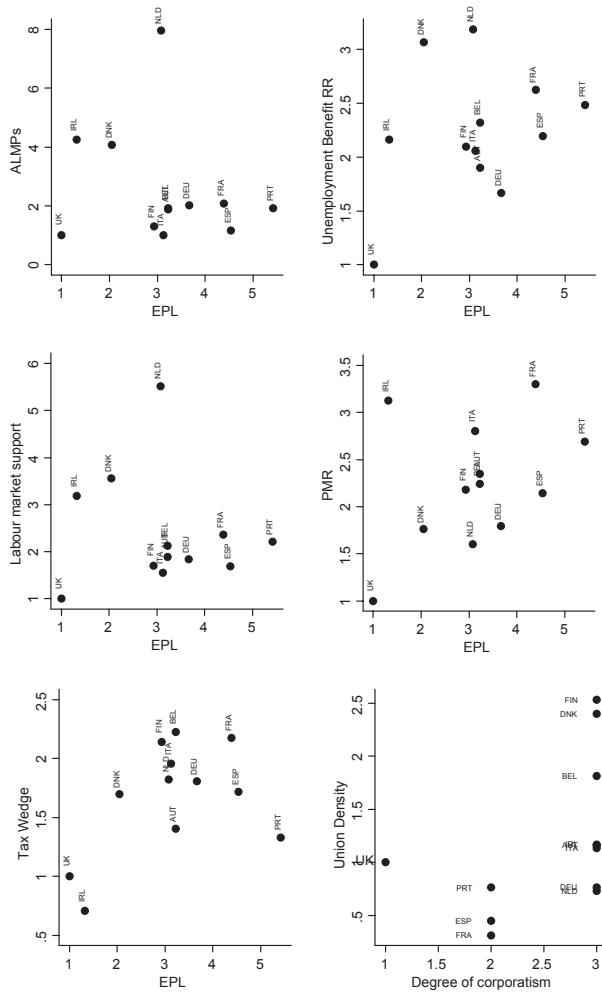 ALMPs
8
6
4
2
0
NLD
IRL
DNK
UK
FIN
ITA
BEL
DEU
FRA
ESP
PRT
1 2 3 4 5
EPL
Unemployment Benefit RR
3
2.5
2
1.5
1
DNK
NLD
IRL
FRA
PRT
BEL
ESP
FIN
ITA
AUT
DEU
UK
1 2 3 4 5
EPL
Labour market support
6
5
4
3
2
1
NLD
DNK
IRL
BEL
AUT
FIN
ITA
DEU
FRA
ESP
PRT
UK
1 2 3 4 5
EPL
PMR
3.5
3
2.5
2
1.5
1
FRA
IRL
ITA
PRT
AUT
FIN
ESP
DNK
DEU
NLD
UK
1 2 3 4 5
EPL
Tax Wedge
2.5
2
1.5
1
.5
BEL
FIN
FRA
ITA
NLD
DEU
DNK
ESP
AUT
PRT
UK
IRL
1 2 3 4 5
EPL
Union Density
2.5
2
1.5
1
.5
FIN
DNK
BEL
ITA
UK
DEU
NLD
PRT
ESP
FRA
1 1.5 2 2.5 3
Degree of corporatism